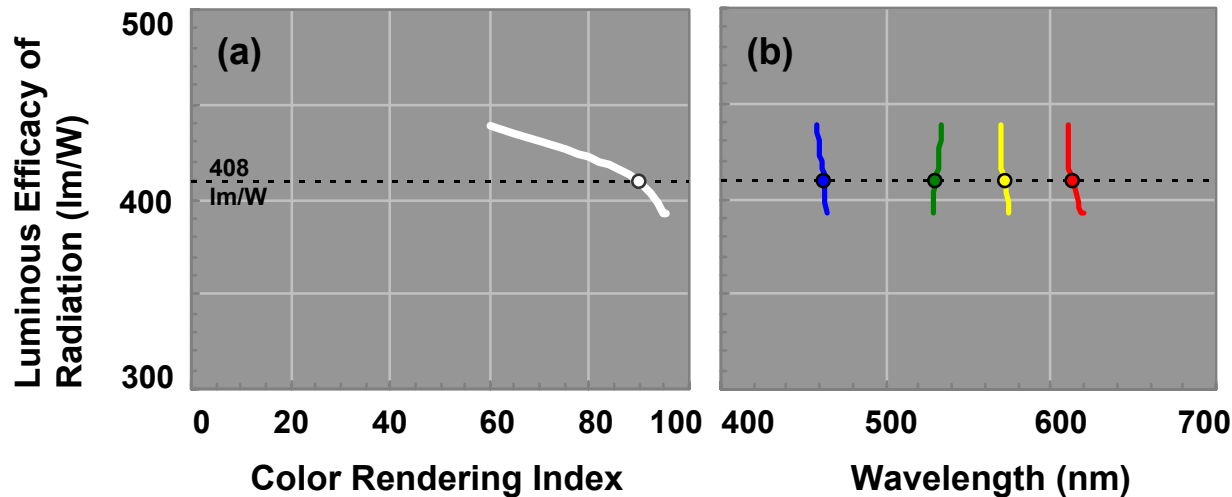 Luminous Efficacy of
Radiation (lm/W)
500
400
300
(a)
408
lm/W
0 20 40 60 80 100
Color Rendering Index
(b)
400 500 600 700
Wavelength (nm)